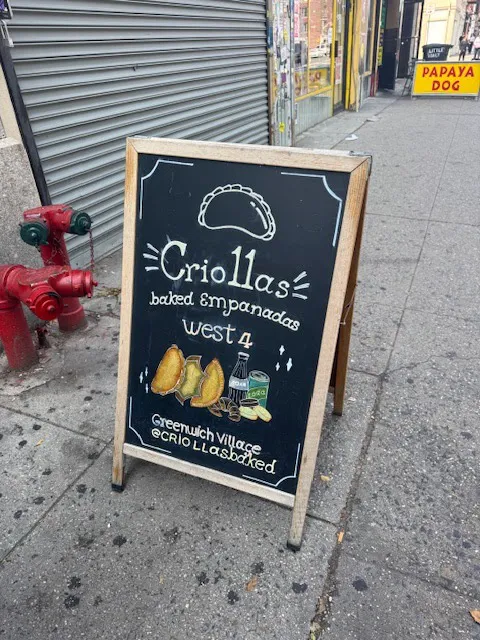 PAPAYA
DOG
Criollas
baked Empanadas
west 4
Greenwich Village
@CRIOLLASbaked